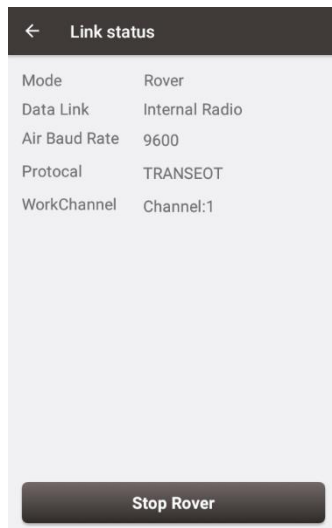 Link status
Mode Rover
Data Link Internal Radio
Air Baud Rate 9600
Protocal TRANSEOT
WorkChannel Channel:1
Stop Rover